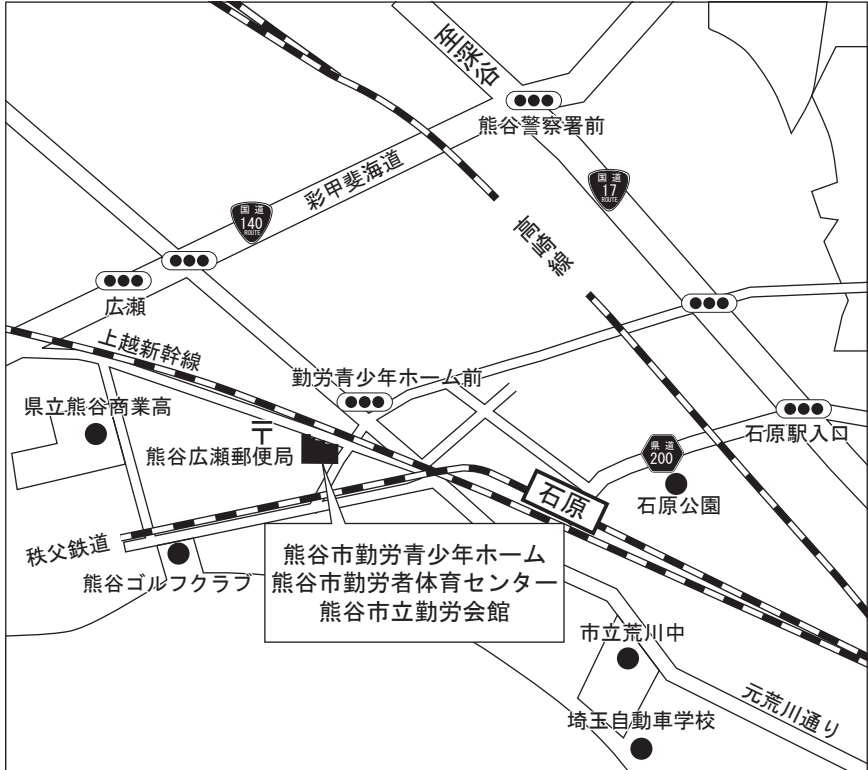 至深谷
熊谷警察署前
国道
17
ROUTE
彩甲斐海道
国道
140
ROUTE
高崎線
広瀬
上越新幹線
勤労青少年ホーム前
県立熊谷商業高
〒
熊谷広瀬郵便局
県道
200
石原駅入口
石原公園
石原
秩父鉄道
熊谷ゴルフクラブ
熊谷市勤労青少年ホーム
熊谷市勤労者体育センター
熊谷市立勤労会館
市立荒川中
元荒川通り
埼玉自動車学校